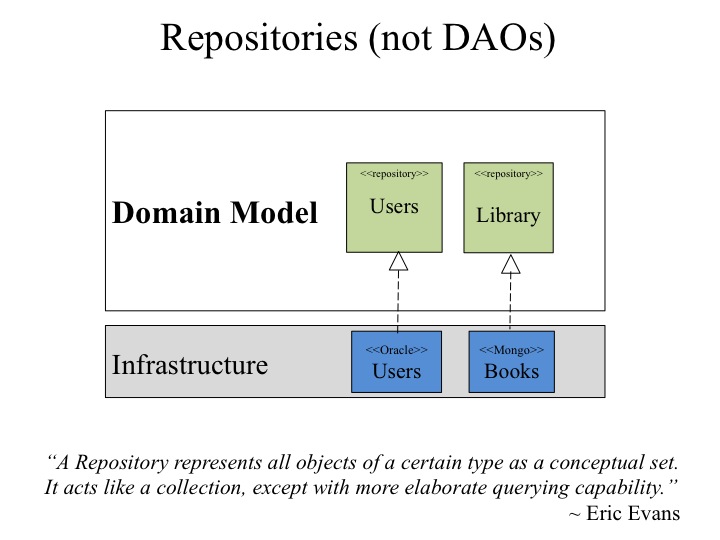 Repositories (not DAOs)
<<repository>>
Users
<<repository>>
Library
Domain Model
<<Oracle>>
Users
<<Mongo>>
Books
Infrastructure
“A Repository represents all objects of a certain type as a conceptual set.
It acts like a collection, except with more elaborate querying capability.”
~ Eric Evans